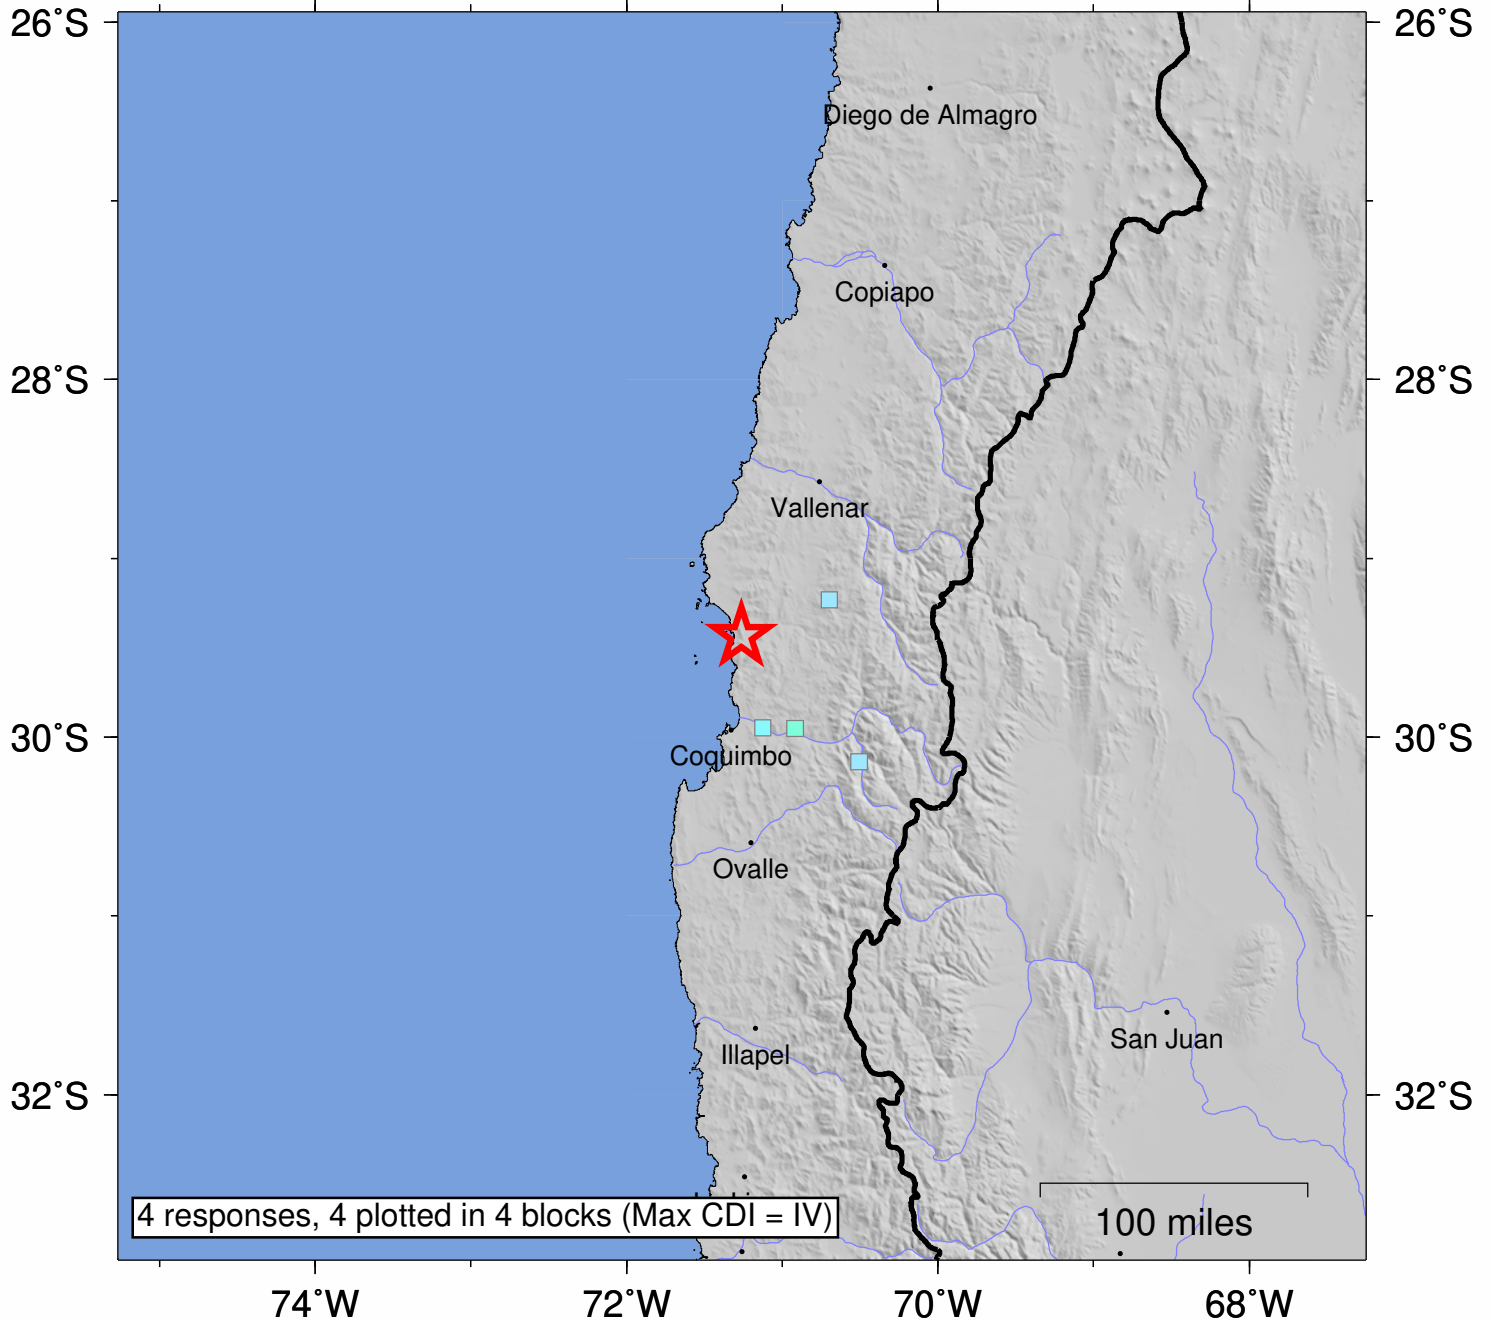 26°S 26°S
Diego de Almagro
Copiapo
28°S 28°S
Vallenar
30°S 30°S
Coquimbo
Ovalle
San Juan
Illapel
32°S 32°S
4 responses, 4 plotted in 4 blocks (Max CDI = IV)
100 miles
74°W 72°W 70°W 68°W